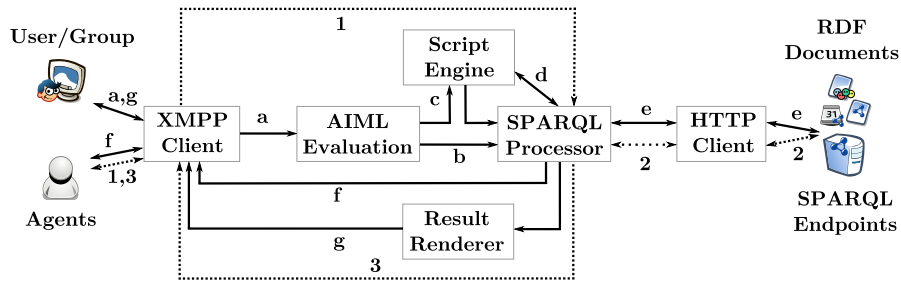 1
RDF
Documents
User/Group
Script
Engine
d
a,g
c
XMPP
Client
a
AIML
Evaluation
b
SPARQL
Processor
e
2
HTTP
Client
e
2
31
f
1,3
Agents
f
SPARQL
Endpoints
Result
Renderer
g
3